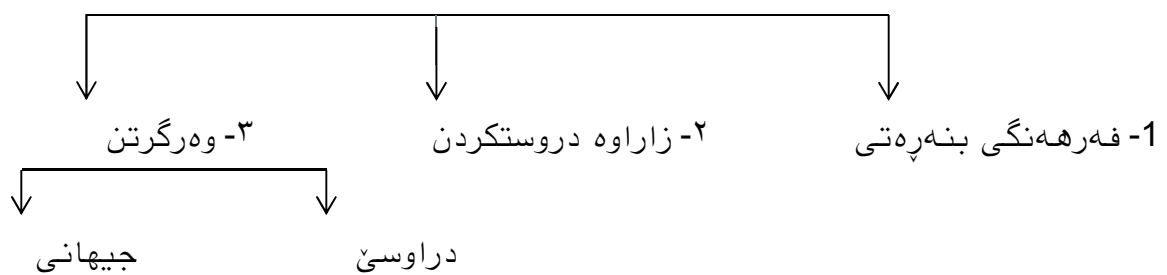 1- فەرهەنگی بنەڕەتی ٢- زاراوە دروستکردن ٣- وەرگرتن
دراوسێ جیهانی